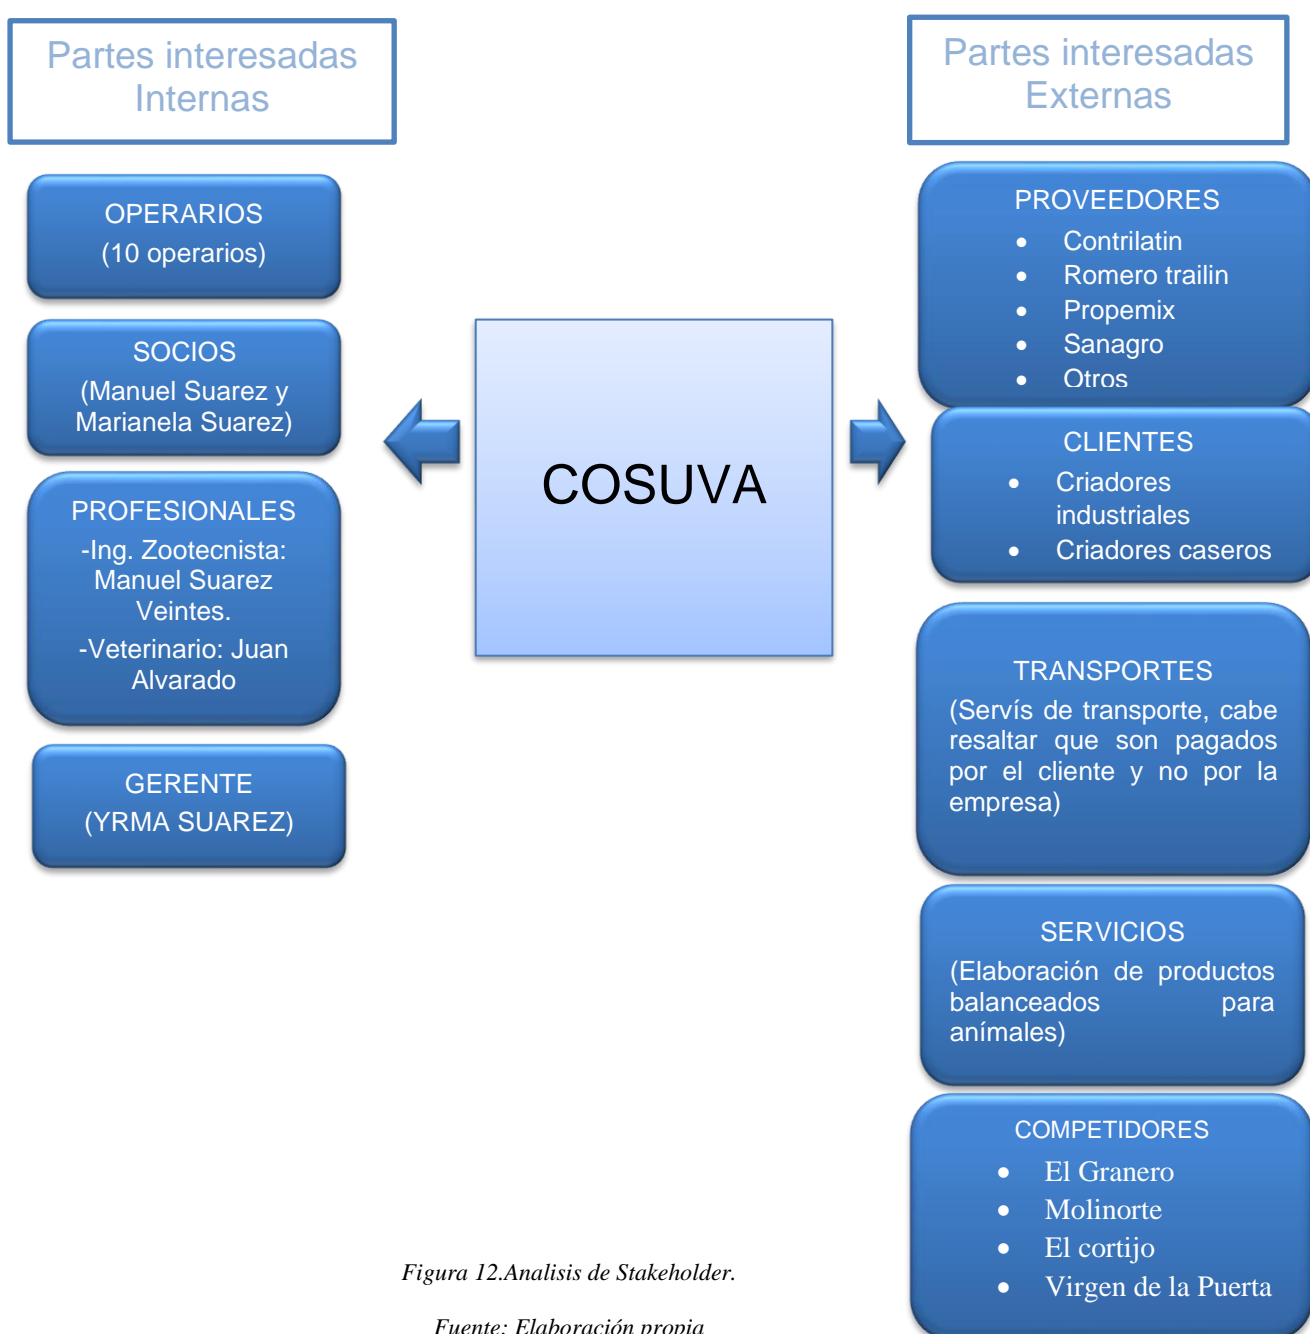 Partes interesadas
Internas
OPERARIOS
(10 operarios)
SOCIOS
(Manuel Suarez y
Marianela Suarez)
PROFESIONALES
-Ing. Zootecnista:
Manuel Suarez
Veintes.
-Veterinario: Juan
Alvarado
GERENTE
(YRMA SUAREZ)
COSUVA
Partes interesadas
Externas
PROVEEDORES
• Contrilatin
• Romero trailin
• Propemix
• Sanagro
• Otros
CLIENTES
• Criadores
industriales
• Criadores caseros
TRANSPORTES
(Servís de transporte, cabe
resaltar que son pagados
por el cliente y no por la
empresa)
SERVICIOS
(Elaboración de productos
balanceados para
anímales)
COMPETIDORES
• El Granero
• Molinorte
• El cortijo
• Virgen de la Puerta
Figura 12.Analisis de Stakeholder.
Fuente: Elaboración propia